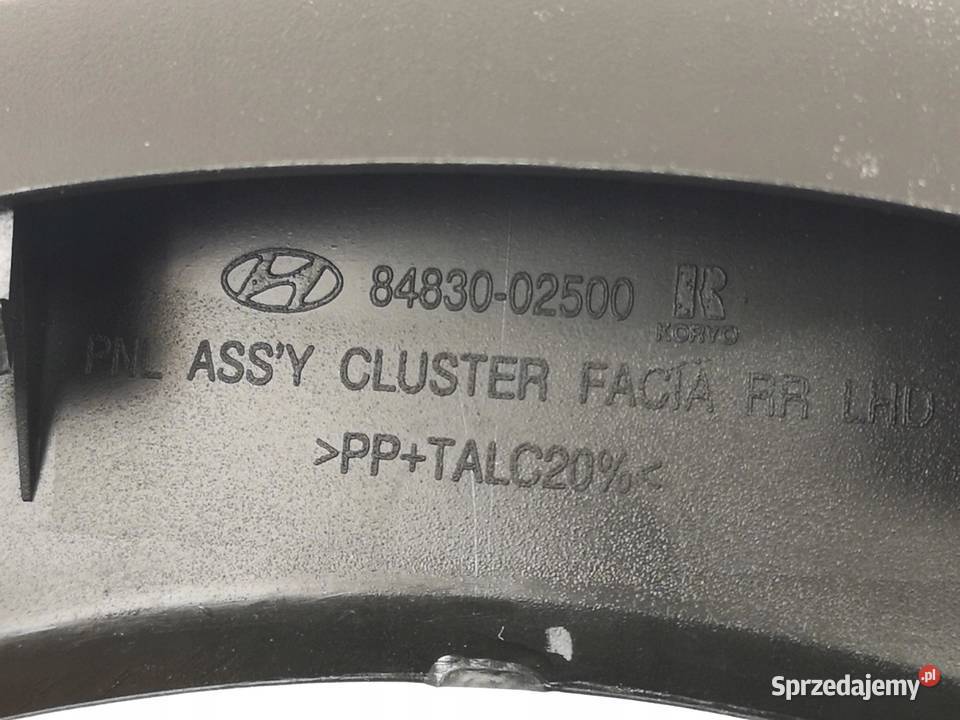 84830-02500
KORYO
PNL ASS'Y CLUSTER FACIA RR LHD
>PP+TALC20%<
Sprzedajemy.pl